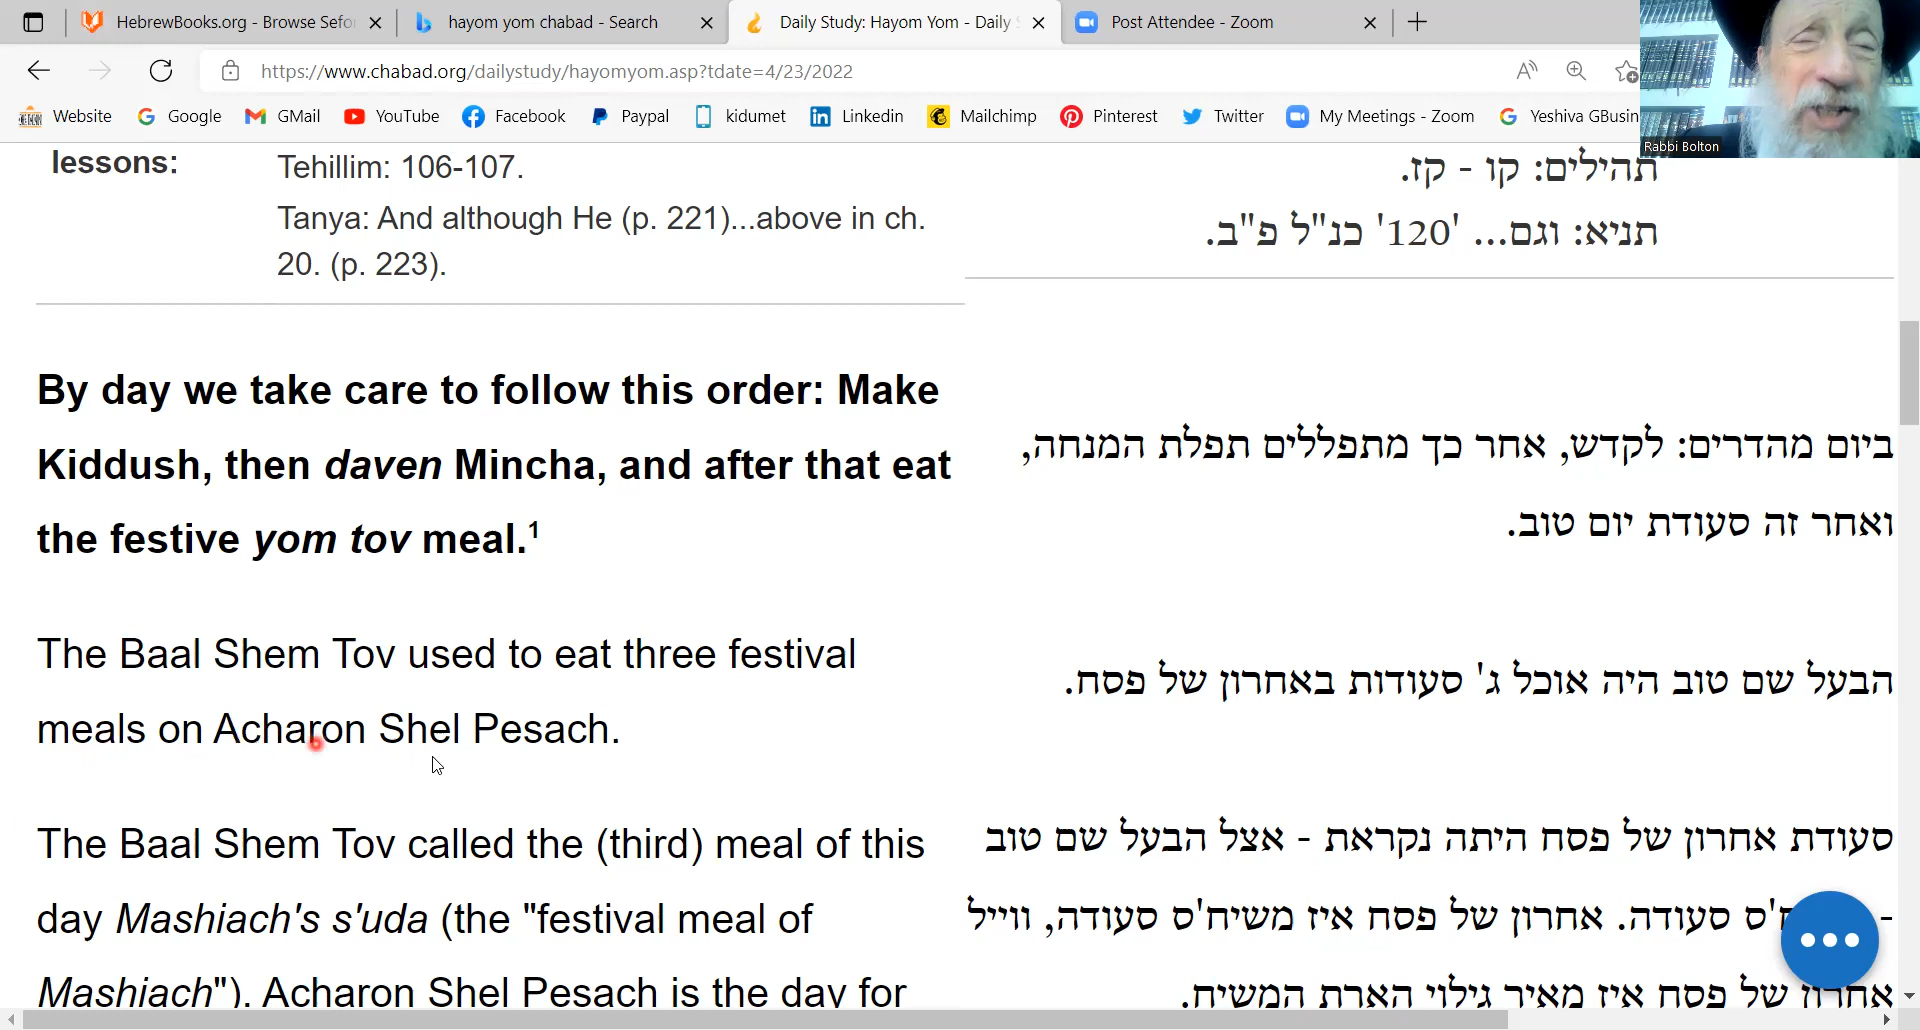 HebrewBooks.org - Browse Sefo
hayom yom chabad - Search
Daily Study: Hayom Yom - Daily S
Post Attendee - Zoom
https://www.chabad.org/dailystudy/hayomyom.asp?tdate=4/23/2022
Website Google GMail YouTube Facebook Paypal kidumet Linkedin Mailchimp Pinterest Twitter My Meetings - Zoom Yeshiva GBusin
Rabbi Bolton
lessons:
Tehillim: 106-107.
Tanya: And although He (p. 221)...above in ch.
20. (p. 223).
תהילים: קו - קז.
תניא: וגם... '120' כנ"ל פ"ב.
By day we take care to follow this order: Make
Kiddush, then daven Mincha, and after that eat
the festive yom tov meal.1
ביום מהדרים: לקדש, אחר כך מתפללים תפלת המנחה,
ואחר זה סעודת יום טוב.
The Baal Shem Tov used to eat three festival
meals on Acharon Shel Pesach.
הבעל שם טוב היה אוכל ג' סעודות באחרון של פסח.
The Baal Shem Tov called the (third) meal of this
day Mashiach's s'uda (the "festival meal of
Mashiach"). Acharon Shel Pesach is the day for
סעודת אחרון של פסח היתה נקראת - אצל הבעל שם טוב
- ח'ס סעודה. אחרון של פסח איז משיח'ס סעודה, ווייל
אחרון של פסח איז מאיר גילוי הארת המשיח.